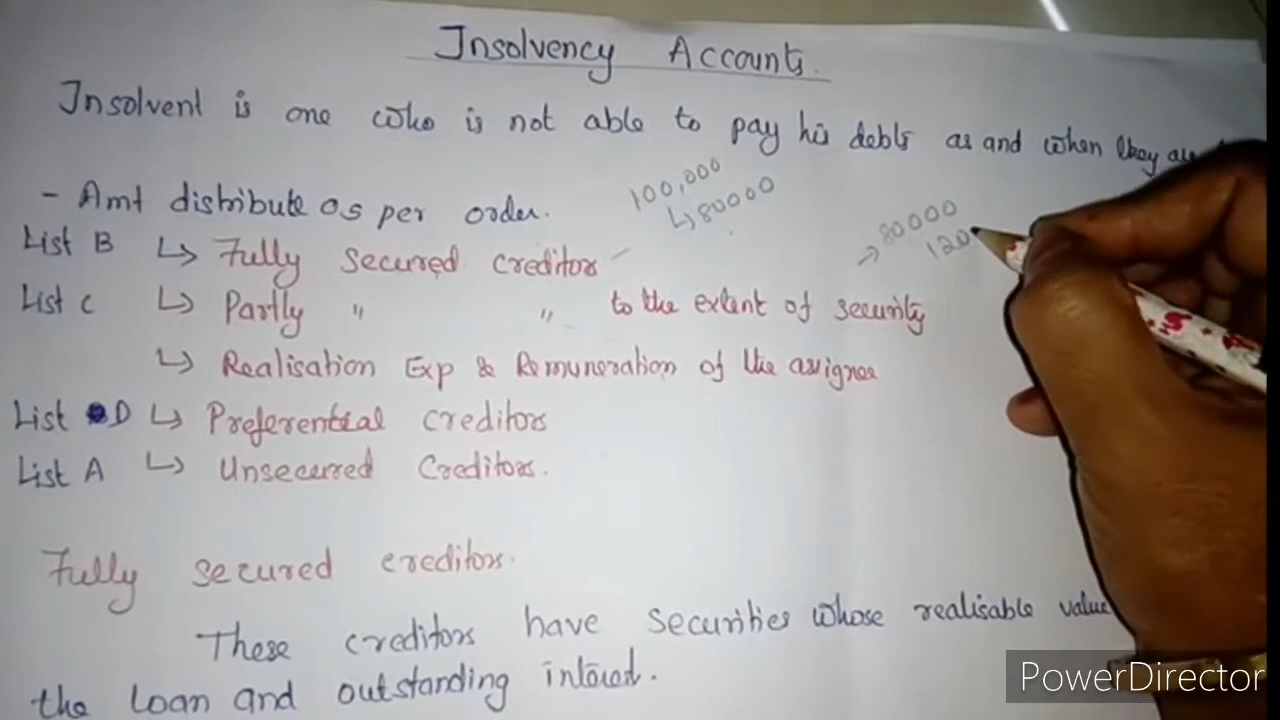 Insolvency Accounts.
Insolvent is one who is not able to pay his debts as and when they
- Amt distribute as per order.
100,000
↳ 80000
List B ↳ Fully secured creditors
→ 80000
120
List C ↳ Partly " " to the extent of security
↳ Realisation Exp & Remuneration of the assignee
List D ↳ Preferential creditors
List A ↳ Unsecured Creditors.
Fully secured creditors.
These creditors have securities whose realisable value
the loan and outstanding interest.
PowerDirector